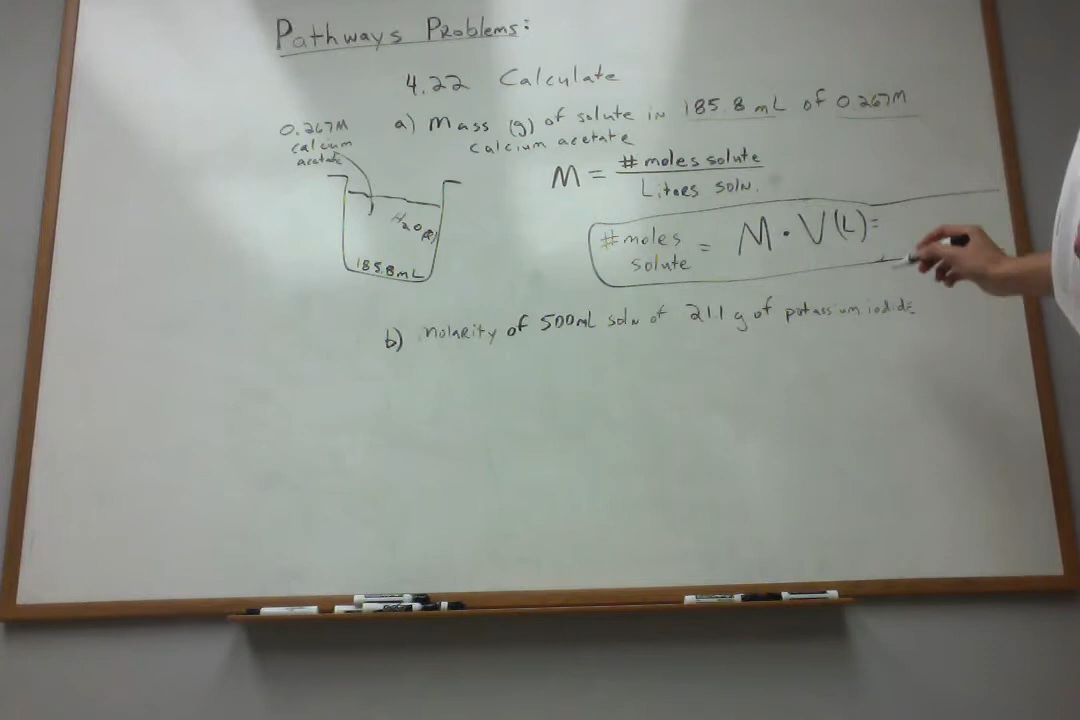 Pathways Problems:
4.22 Calculate
a) Mass (g) of solute in 185.8 mL of 0.267M
calcium acetate
0.267M
calcium
acetate
H2O(l)
185.8mL
M = # moles solute
Liters soln.
# moles
solute = M • V(L) =
b) Molarity of 500mL soln of 21.1 g of potassium iodide